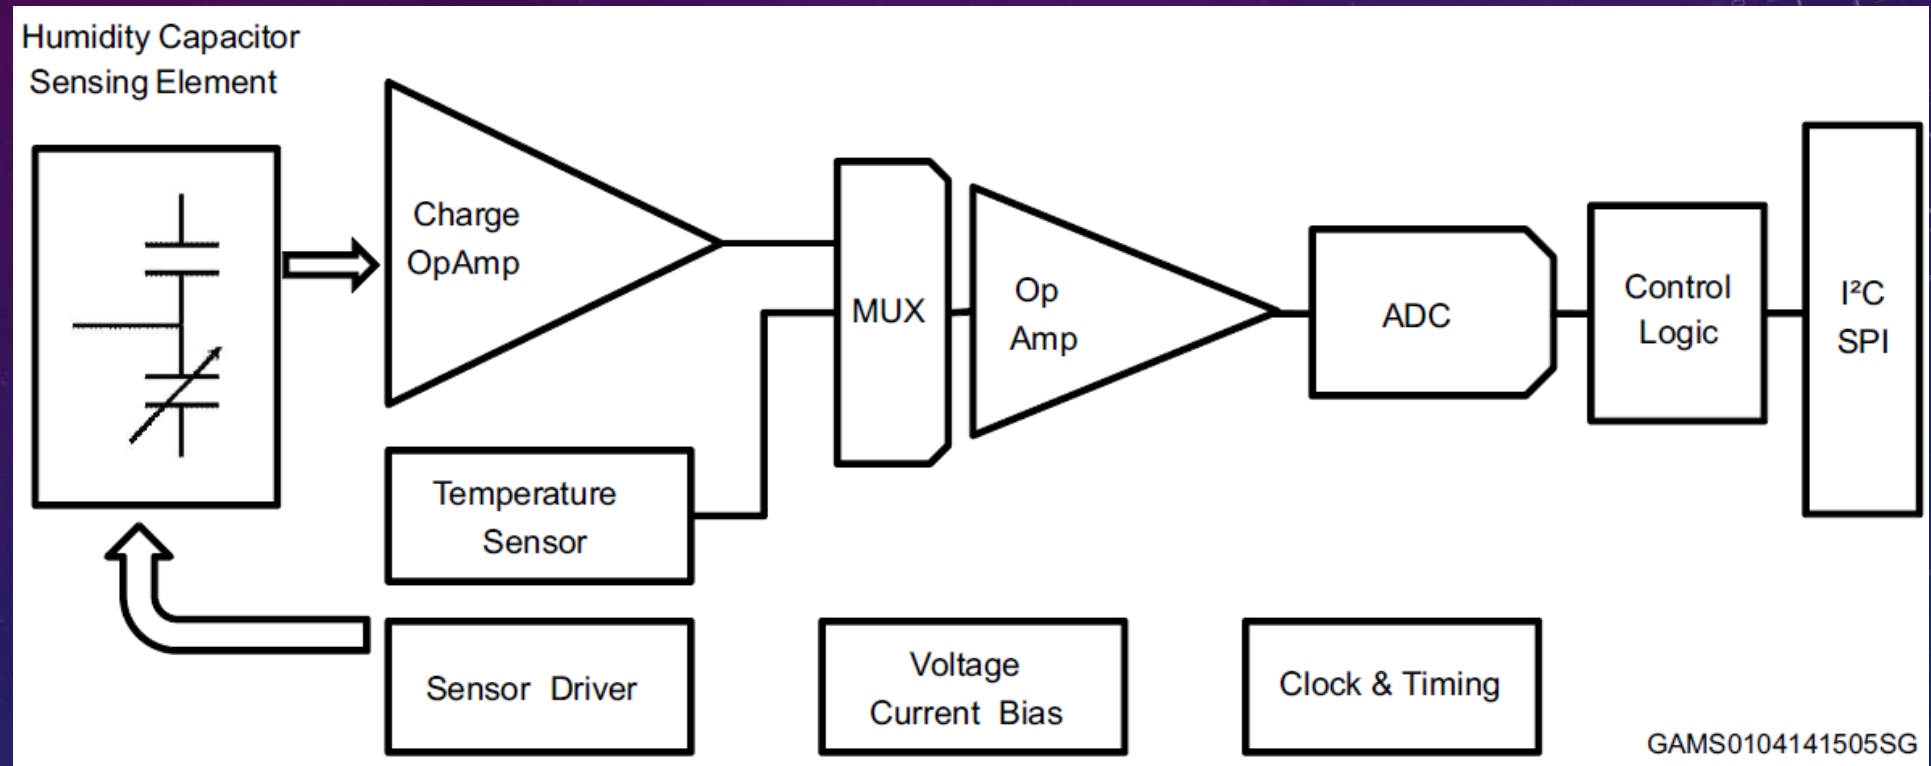 Humidity Capacitor
Sensing Element
Charge
OpAmp
MUX
Op
Amp
ADC
Control
Logic
I²C
SPI
Temperature
Sensor
Sensor Driver
Voltage
Current Bias
Clock & Timing
GAMS0104141505SG